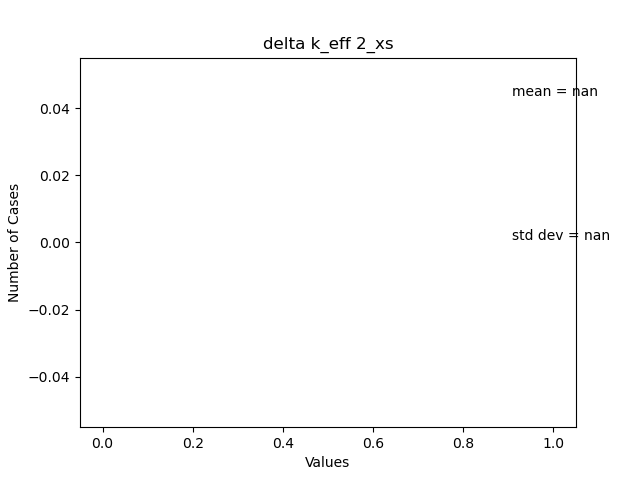 delta k_eff 2_xs
mean = nan
std dev = nan
Number of Cases
0.04
0.02
0.00
−0.02
−0.04
0.0 0.2 0.4 0.6 0.8 1.0
Values